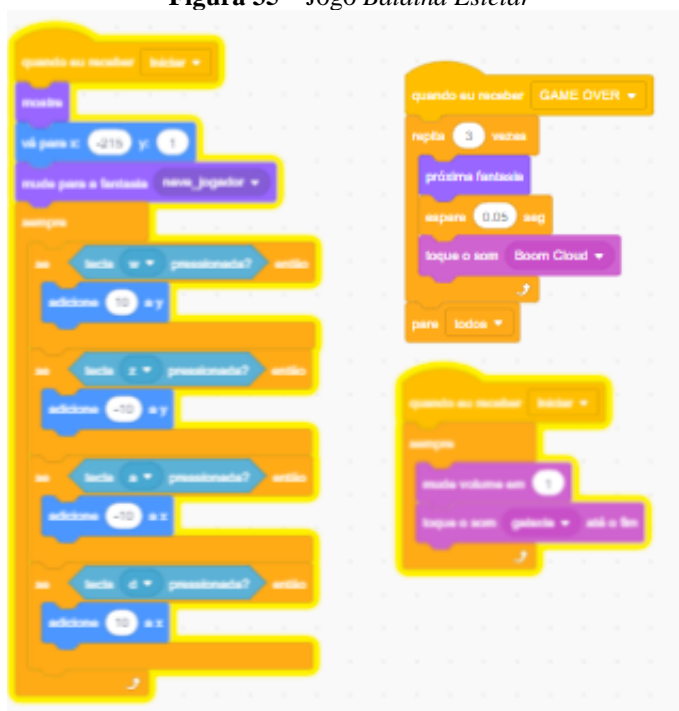 Figura 35 – Jogo Batalha Estelar
quando eu receber Iniciar
mostre
vá para x: -215 y: 1
mude para a fantasia nave_jogador
sempre
se tecla w pressionada? então
adicione 10 a y
se tecla z pressionada? então
adicione -10 a y
se tecla a pressionada? então
adicione -10 a x
se tecla d pressionada? então
adicione 10 a x
quando eu receber GAME OVER
repita 3 vezes
próxima fantasia
espere 0.05 seg
toque o som Boom Cloud
pare todos
quando eu receber Iniciar
sempre
mude volume em 1
toque o som galaxia até o fim